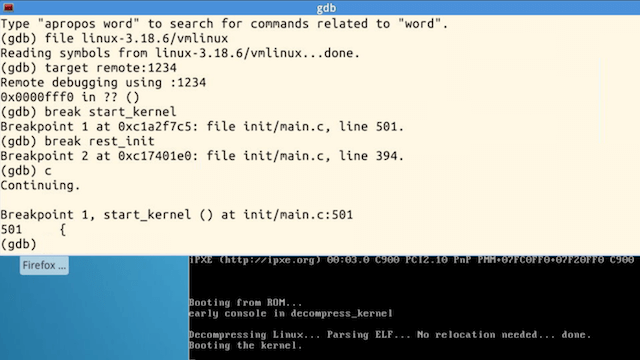 gdb
Type "apropos word" to search for commands related to "word".
(gdb) file linux-3.18.6/vmlinux
Reading symbols from linux-3.18.6/vmlinux...done.
(gdb) target remote:1234
Remote debugging using :1234
0x0000fff0 in ?? ()
(gdb) break start_kernel
Breakpoint 1 at 0xc1a2f7c5: file init/main.c, line 501.
(gdb) break rest_init
Breakpoint 2 at 0xc17401e0: file init/main.c, line 394.
(gdb) c
Continuing.
Breakpoint 1, start_kernel () at init/main.c:501
501 {
(gdb)
Firefox ...
iPXE (http://ipxe.org) 00:03.0 C900 PCI2.10 PnP PMM+07FC0FF0+07F20FF0 C900
Booting from ROM...
early console in decompress_kernel
Decompressing Linux... Parsing ELF... No relocation needed... done.
Booting the kernel.